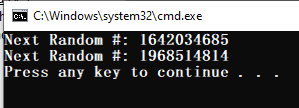 C:\Windows\system32\cmd.exe
Next Random #: 1642034685
Next Random #: 1968514814
Press any key to continue . . .